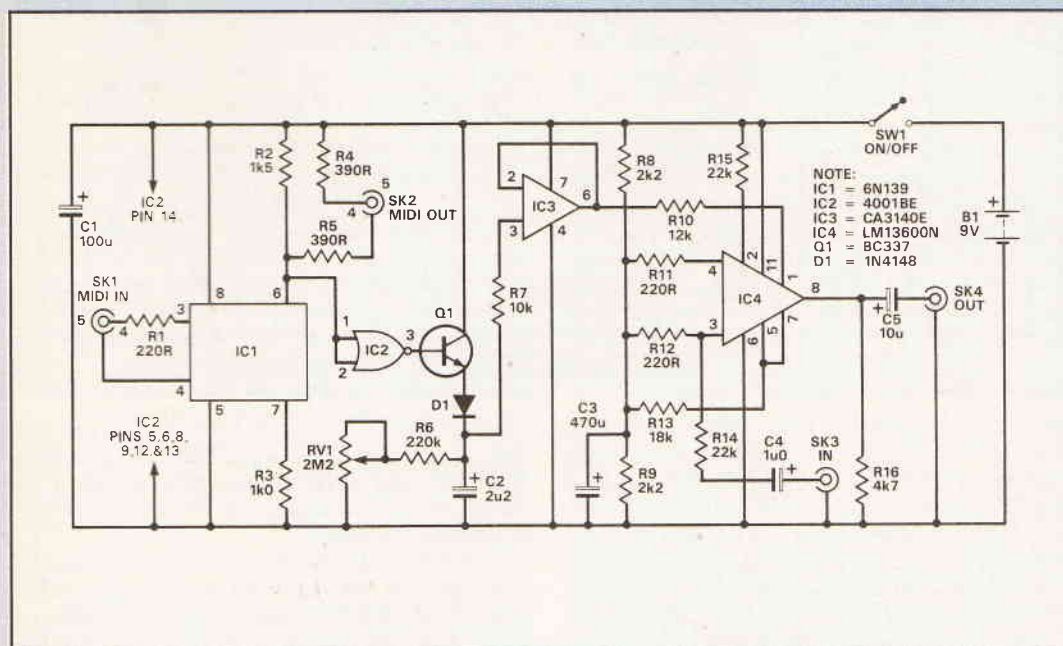 C1
100u
IC2
PIN 14
SK1
MIDI IN
5
4
R1
220R
3
4
8
IC1
5
6
7
IC2
PINS 5,6,8,
9,12,&13
R2
1k5
R4
390R
5
4
SK2
MIDI OUT
R5
390R
R3
1k0
1
2
IC2
3
Q1
D1
RV1
2M2
R6
220k
C2
2u2
2
3
IC3
7
4
6
R7
10k
R8
2k2
R10
12k
R11
220R
R12
220R
R13
18k
C3
470u
R9
2k2
R14
22k
C4
1u0
SK3
IN
R15
22k
2
11
1
4
3
IC4
8
6
5
7
C5
10u
SK4
OUT
R16
4k7
SW1
ON/OFF
B1
9V
NOTE:
IC1 = 6N139
IC2 = 4001BE
IC3 = CA3140E
IC4 = LM13600N
Q1 = BC337
D1 = 1N4148